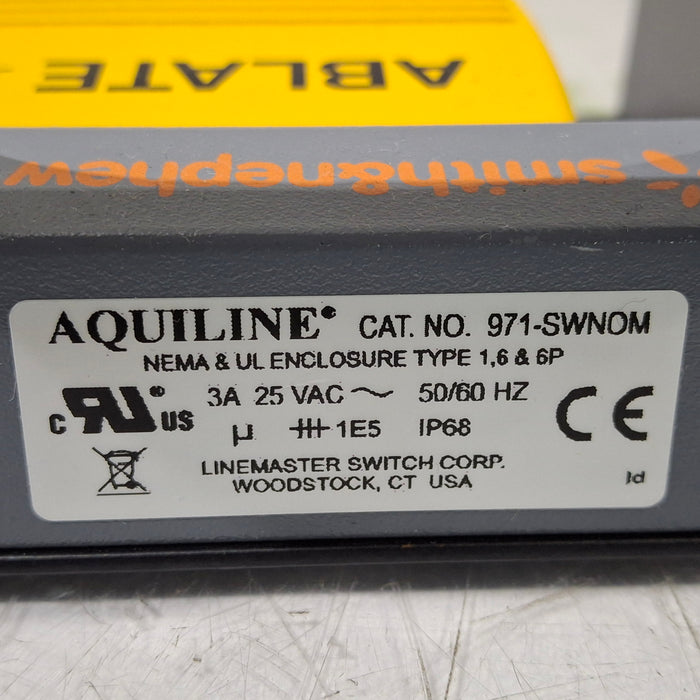 ABLATE
smith&nephew
AQUILINE® CAT. NO. 971-SWNOM
NEMA & UL ENCLOSURE TYPE 1,6 & 6P
c RU ® US 3A 25 VAC ~ 50/60 HZ CE
µ 1E5 IP68
LINEMASTER SWITCH CORP.
WOODSTOCK, CT USA
ld